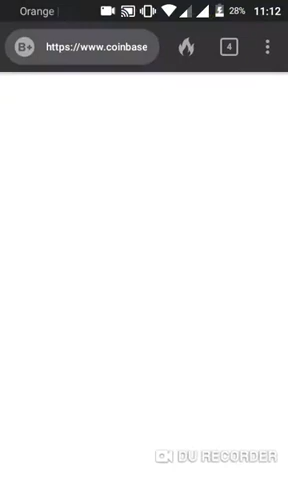 Orange
28%
11:12
B+
https://www.coinbase
4
DU RECORDER